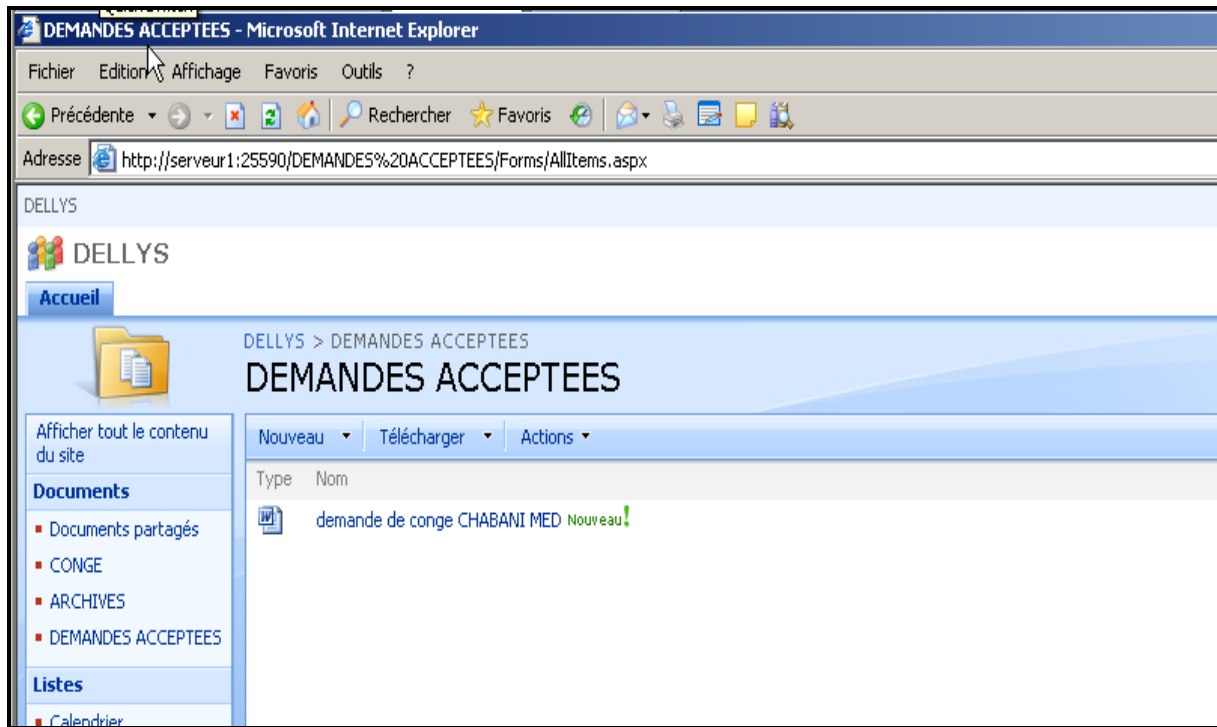 DEMANDES ACCEPTEES - Microsoft Internet Explorer
Fichier Edition Affichage Favoris Outils ?
Précédente Rechercher Favoris
Adresse http://serveur1:25590/DEMANDES%20ACCEPTEES/Forms/AllItems.aspx
DELLYS
DELLYS
Accueil
DELLYS > DEMANDES ACCEPTEES
DEMANDES ACCEPTEES
Afficher tout le contenu
du site
Nouveau Télécharger Actions
Type Nom
Documents
demande de conge CHABANI MED Nouveau!
Documents partagés
CONGE
ARCHIVES
DEMANDES ACCEPTEES
Listes
Calendrier